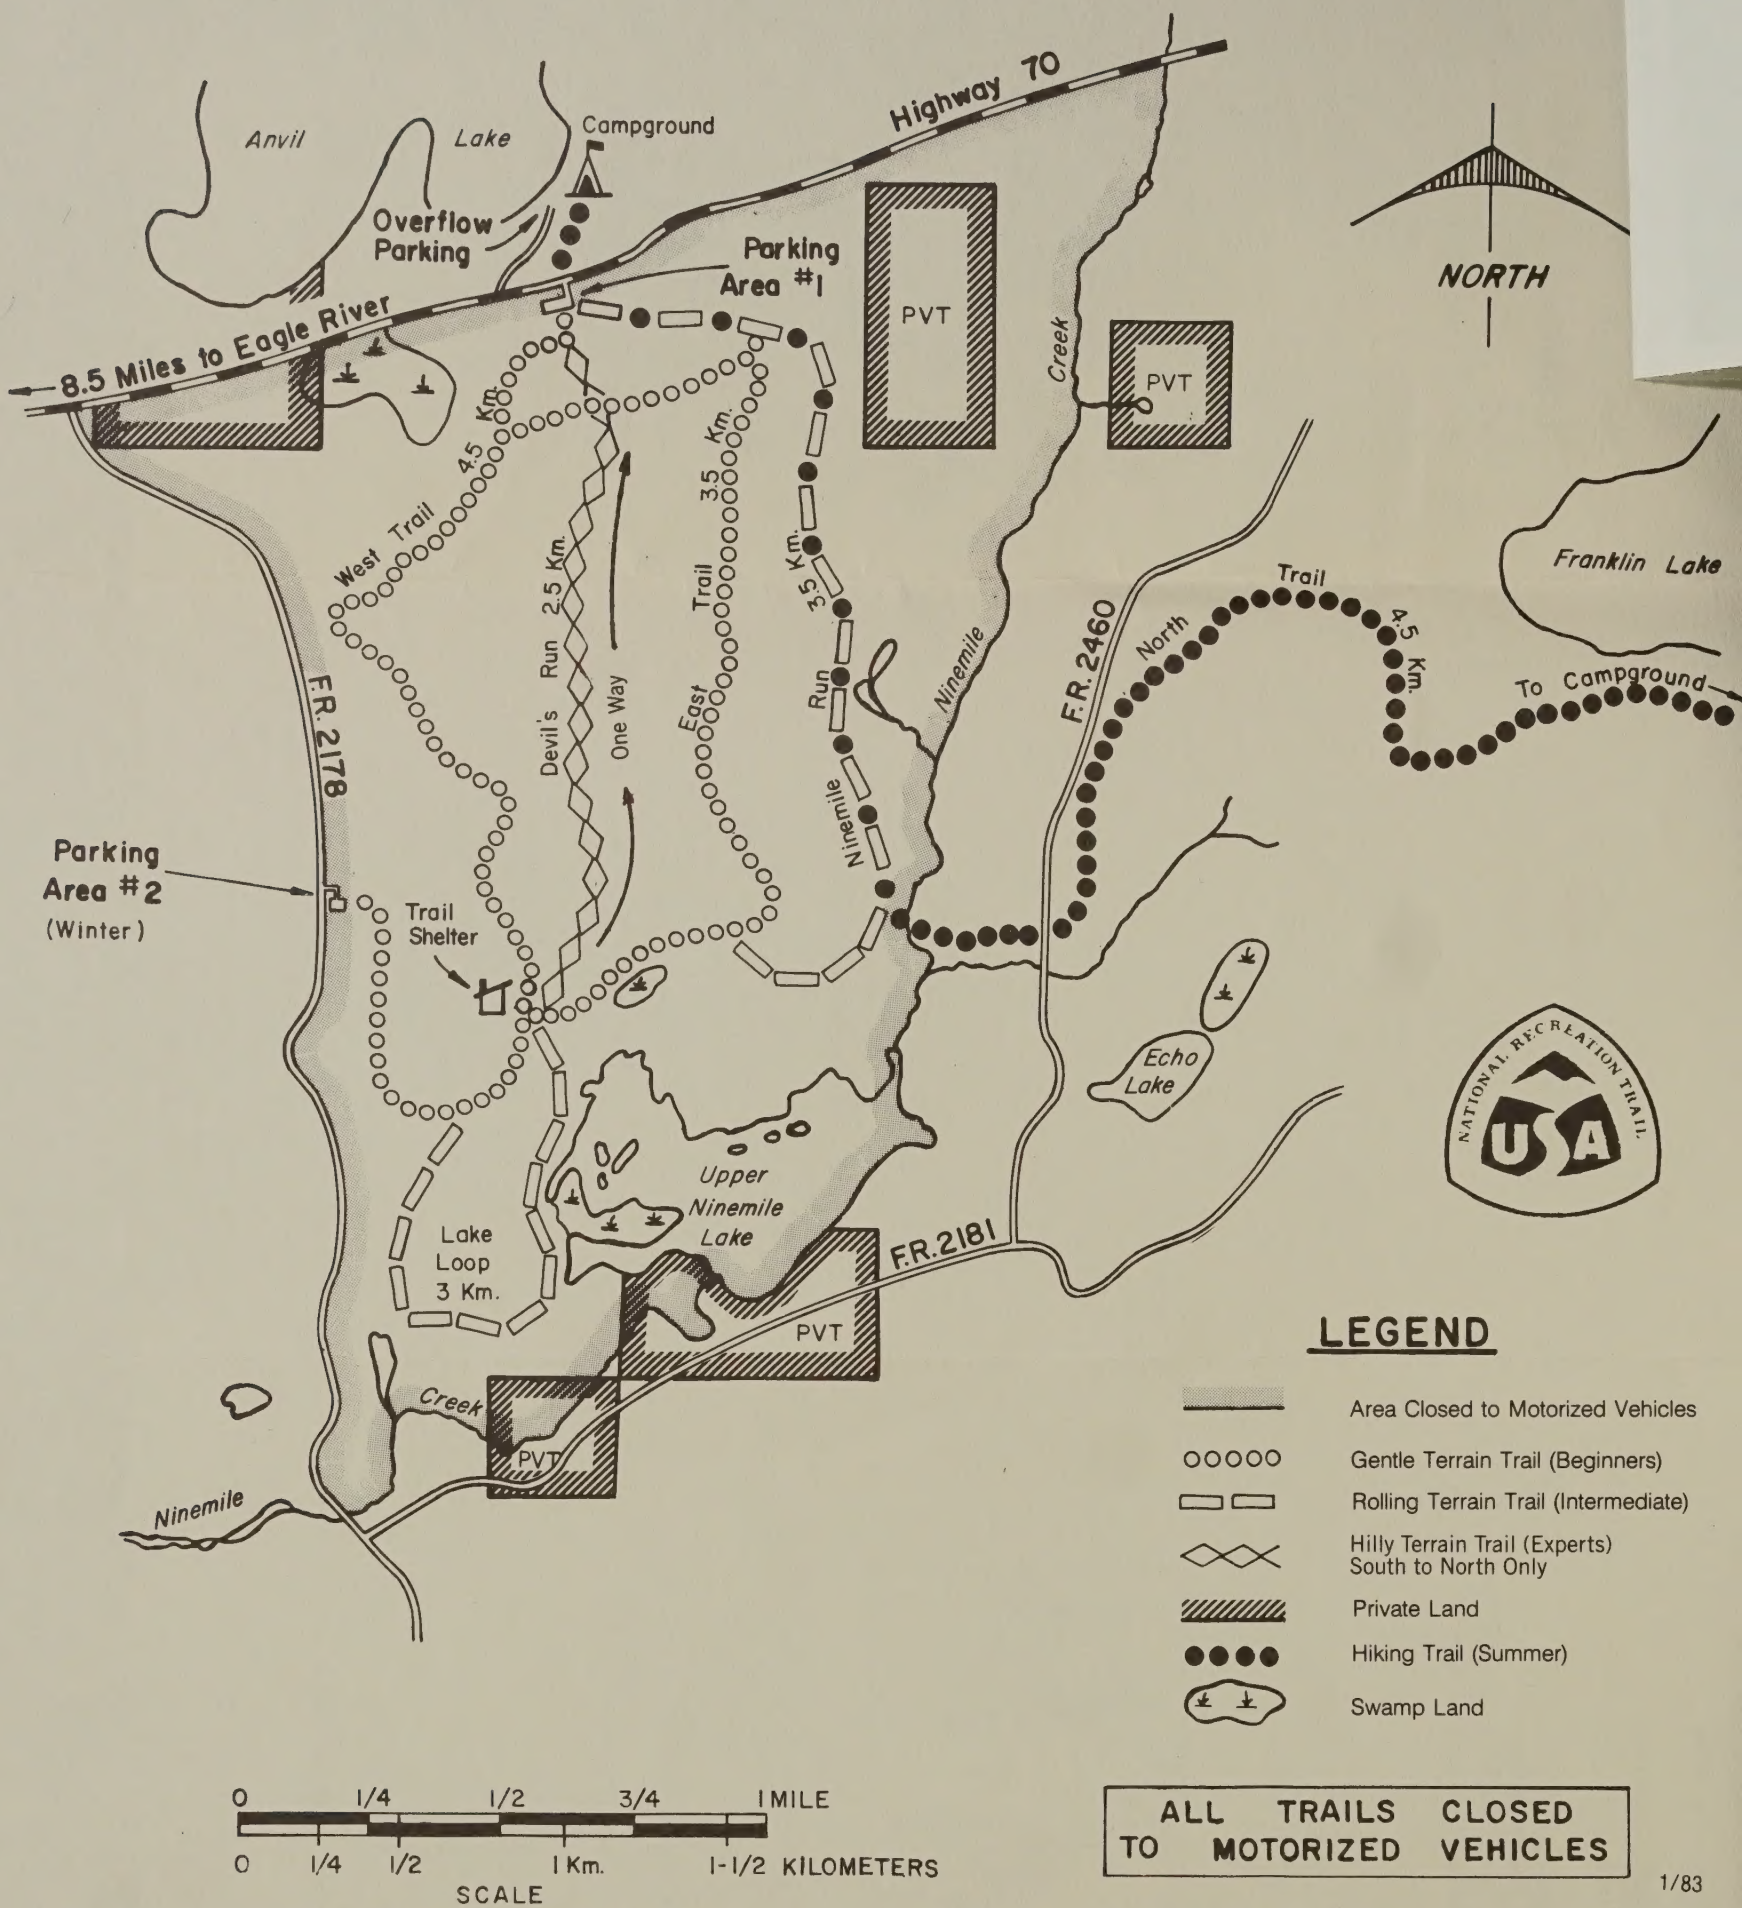 Highway 70
Campground
Anvil Lake
Overflow
Parking
Parking
Area #1
8.5 Miles to Eagle River
PVT
PVT
Creek
NORTH
4.5 Km.
West Trail
3.5 Km.
East Trail
3.5 Km.
Ninemile Run
Devil's Run 2.5 Km.
One Way
Ninemile
F.R. 2460
North Trail 4.5 Km.
Franklin Lake
To Campground
F.R. 2178
Parking
Area #2
(Winter)
Trail
Shelter
Echo
Lake
NATIONAL RECREATION TRAIL
USA
Upper
Ninemile
Lake
Lake
Loop
3 Km.
F.R. 2181
PVT
Creek
PVT
Ninemile
LEGEND
Area Closed to Motorized Vehicles
Gentle Terrain Trail (Beginners)
Rolling Terrain Trail (Intermediate)
Hilly Terrain Trail (Experts)
South to North Only
Private Land
Hiking Trail (Summer)
Swamp Land
0 1/4 1/2 3/4 1 MILE
0 1/4 1/2 1 Km. 1-1/2 KILOMETERS
SCALE
ALL TRAILS CLOSED
TO MOTORIZED VEHICLES
1/83